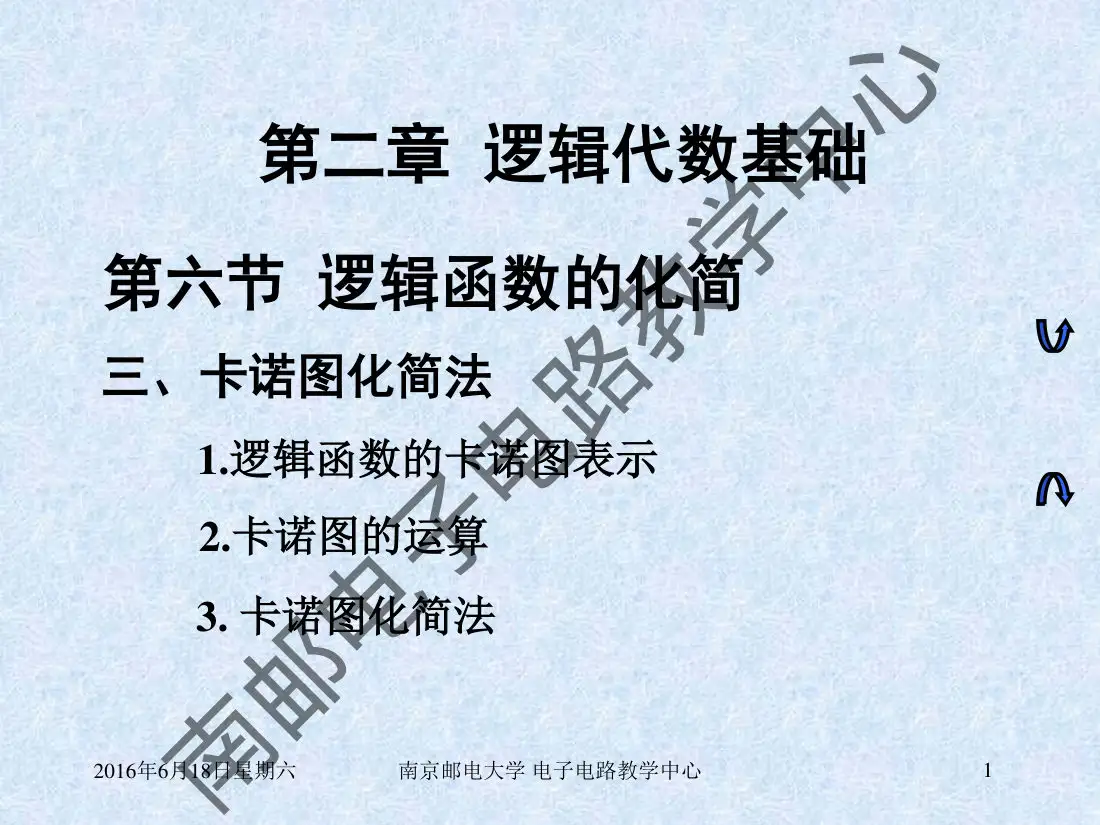 第二章 逻辑代数基础
第六节 逻辑函数的化简
三、卡诺图化简法
1.逻辑函数的卡诺图表示
2.卡诺图的运算
3. 卡诺图化简法
南邮电子电路教学中心
2016年6月18日星期六 南京邮电大学 电子电路教学中心 1